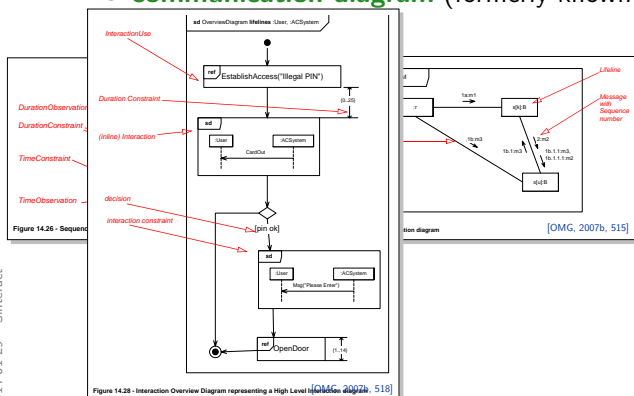 communication diagram (formerly known
sd OverviewDiagram lifelines :User, :ACSystem
InteractionUse
ref
EstablishAccess("Illegal PIN")
Duration Constraint
{0..25}
(inline) Interaction
sd
:User
:ACSystem
CardOut
decision
interaction constraint
[pin ok]
sd
:User
:ACSystem
Msg("Please Enter")
ref
OpenDoor
{1..14}
Figure 14.28 - Interaction Overview Diagram representing a High Level Interaction diagram
[OMG, 2007b, 518]
DurationObservation
DurationConstraint
TimeConstraint
TimeObservation
Figure 14.26 - Sequenc
:r
1a:m1
s[k]:B
Lifeline
Message
with
Sequence
number
1b:m3
2:m2
1b.1:m3
1b.1.1:m3,
1b.1.1.1:m2
s[u]:B
ction diagram
[OMG, 2007b, 515]